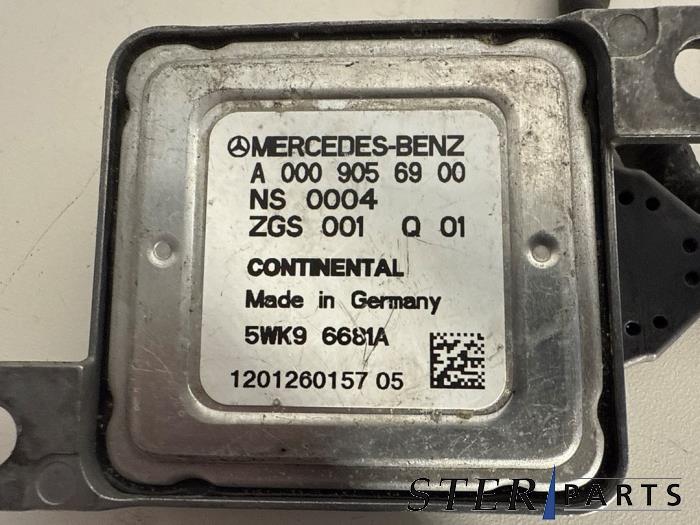 MERCEDES-BENZ
A 000 905 69 00
NS 0004
ZGS 001 Q 01
CONTINENTAL
Made in Germany
5WK9 6681A
1201260157 05
STER PARTS